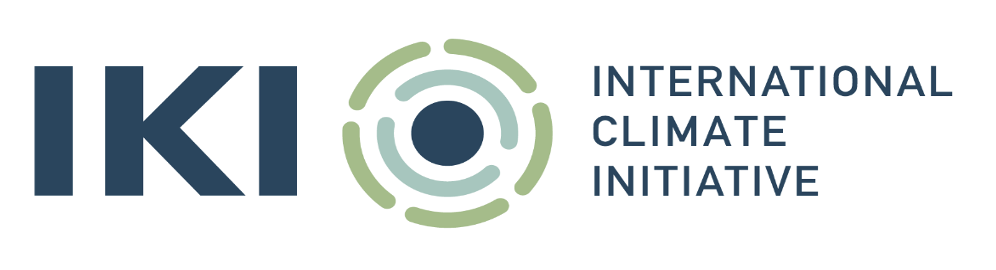 IKI
INTERNATIONAL
CLIMATE
INITIATIVE